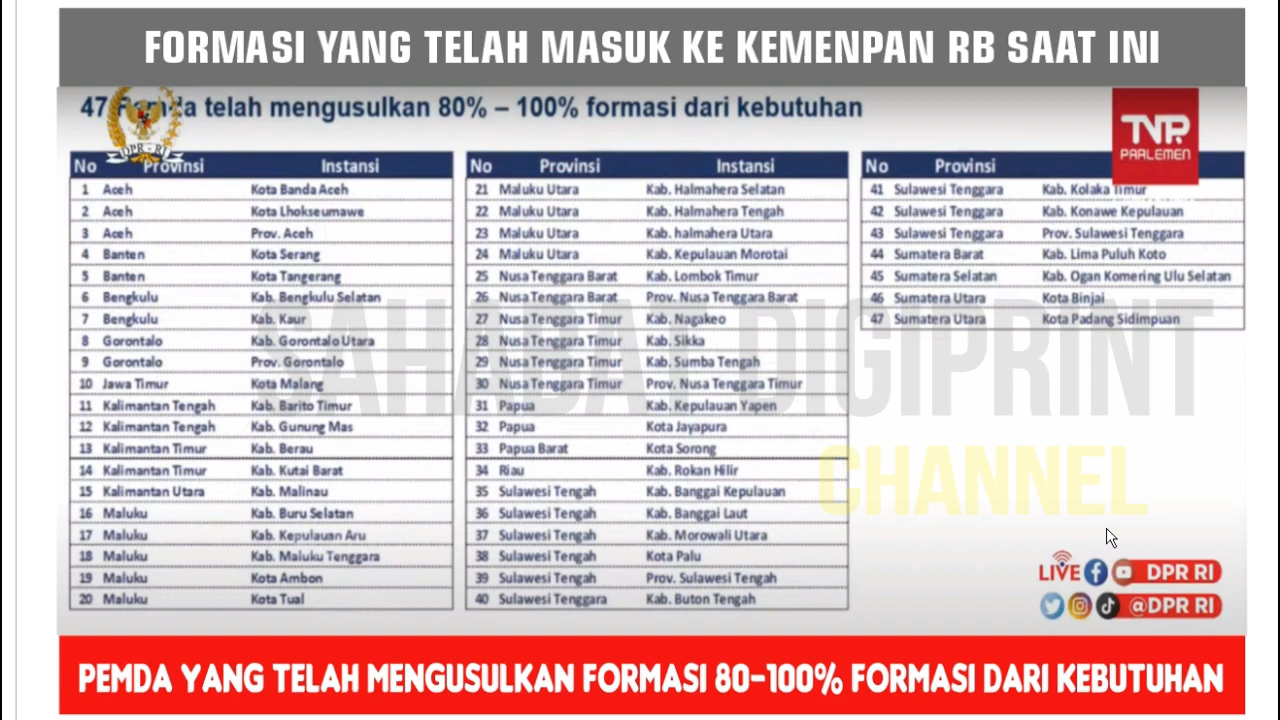 FORMASI YANG TELAH MASUK KE KEMENPAN RB SAAT INI
47 Pemda telah mengusulkan 80% – 100% formasi dari kebutuhan
DPR - RI
TVR
PARLEMEN
No Provinsi Instansi
1 Aceh Kota Banda Aceh
2 Aceh Kota Lhokseumawe
3 Aceh Prov. Aceh
4 Banten Kota Serang
5 Banten Kota Tangerang
6 Bengkulu Kab. Bengkulu Selatan
7 Bengkulu Kab. Kaur
8 Gorontalo Kab. Gorontalo Utara
9 Gorontalo Prov. Gorontalo
10 Jawa Timur Kota Malang
11 Kalimantan Tengah Kab. Barito Timur
12 Kalimantan Tengah Kab. Gunung Mas
13 Kalimantan Timur Kab. Berau
14 Kalimantan Timur Kab. Kutai Barat
15 Kalimantan Utara Kab. Malinau
16 Maluku Kab. Buru Selatan
17 Maluku Kab. Kepulauan Aru
18 Maluku Kab. Maluku Tenggara
19 Maluku Kota Ambon
20 Maluku Kota Tual
No Provinsi Instansi
21 Maluku Utara Kab. Halmahera Selatan
22 Maluku Utara Kab. Halmahera Tengah
23 Maluku Utara Kab. halmahera Utara
24 Maluku Utara Kab. Kepulauan Morotai
25 Nusa Tenggara Barat Kab. Lombok Timur
26 Nusa Tenggara Barat Prov. Nusa Tenggara Barat
27 Nusa Tenggara Timur Kab. Nagakeo
28 Nusa Tenggara Timur Kab. Sikka
29 Nusa Tenggara Timur Kab. Sumba Tengah
30 Nusa Tenggara Timur Prov. Nusa Tenggara Timur
31 Papua Kab. Kepulauan Yapen
32 Papua Kota Jayapura
33 Papua Barat Kota Sorong
34 Riau Kab. Rokan Hilir
35 Sulawesi Tengah Kab. Banggai Kepulauan
36 Sulawesi Tengah Kab. Banggai Laut
37 Sulawesi Tengah Kab. Morowali Utara
38 Sulawesi Tengah Kota Palu
39 Sulawesi Tengah Prov. Sulawesi Tengah
40 Sulawesi Tenggara Kab. Buton Tengah
No Provinsi
41 Sulawesi Tenggara Kab. Kolaka Timur
42 Sulawesi Tenggara Kab. Konawe Kepulauan
43 Sulawesi Tenggara Prov. Sulawesi Tenggara
44 Sumatera Barat Kab. Lima Puluh Koto
45 Sumatera Selatan Kab. Ogan Komering Ulu Selatan
46 Sumatera Utara Kota Binjai
47 Sumatera Utara Kota Padang Sidimpuan
SAHABAT DIGIPRINT
CHANNEL
LIVE DPR RI
@DPR RI
PEMDA YANG TELAH MENGUSULKAN FORMASI 80-100% FORMASI DARI KEBUTUHAN